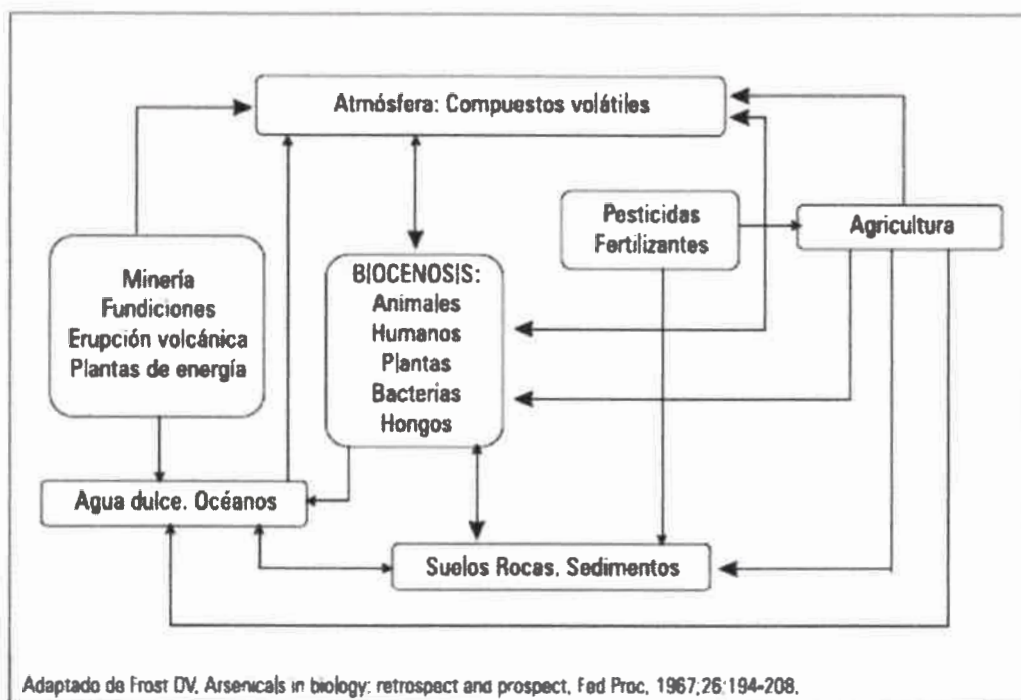 Atmósfera: Compuestos volátiles
Pesticidas
Fertilizantes
Agricultura
Minería
Fundiciones
Erupción volcánica
Plantas de energía
BIOCENOSIS:
Animales
Humanos
Plantas
Bacterias
Hongos
Agua dulce. Océanos
Suelos Rocas. Sedimentos
Adaptado de Frost DV. Arsenicals in biology: retrospect and prospect. Fed Proc. 1967;26:194-208.